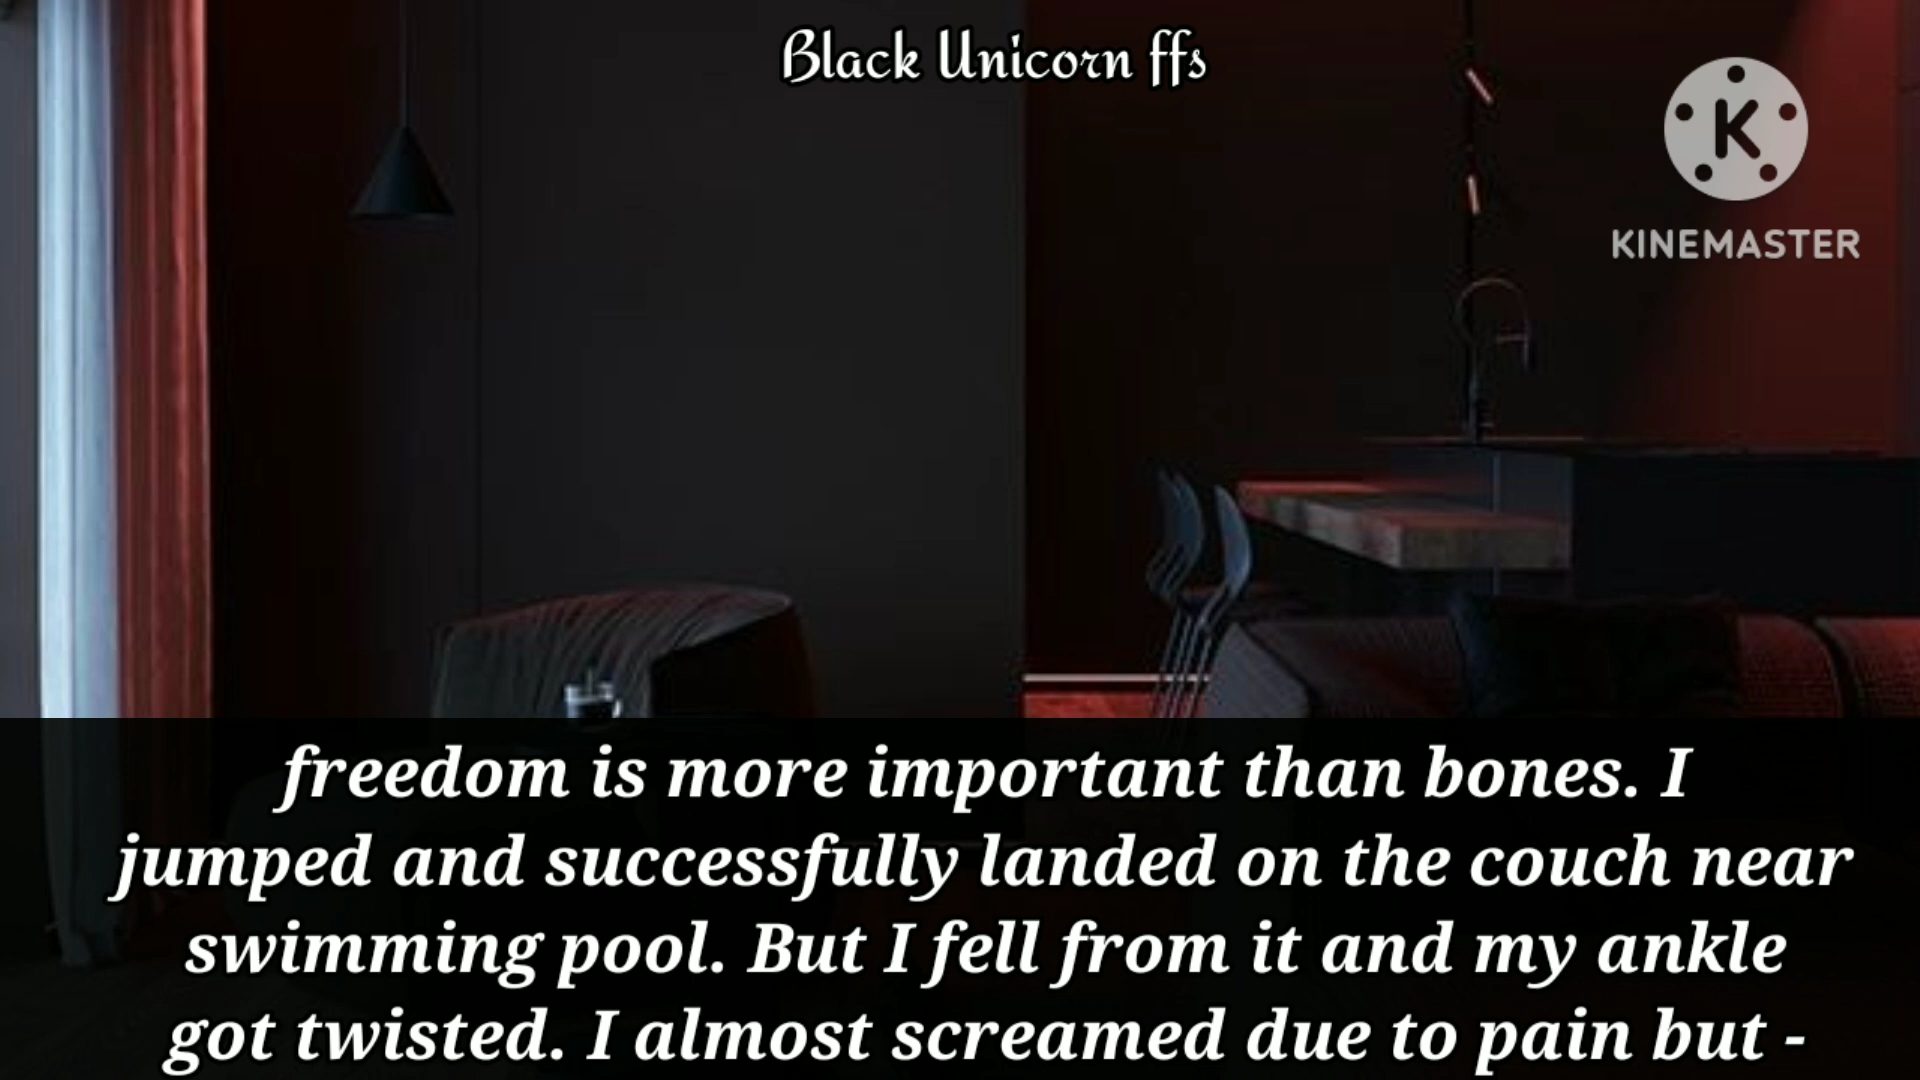 Black Unicorn ffs
K
KINEMASTER
freedom is more important than bones. I
jumped and successfully landed on the couch near
swimming pool. But I fell from it and my ankle
got twisted. I almost screamed due to pain but -